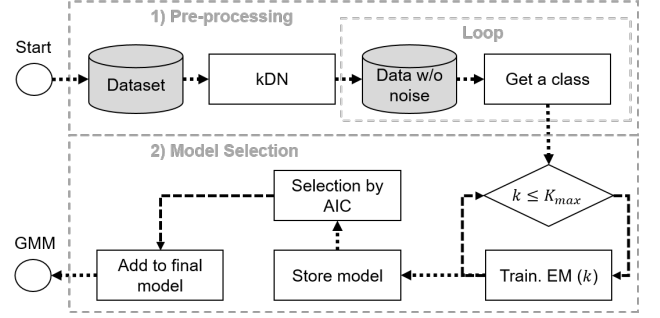 1) Pre-processing
Loop
Start
Dataset
kDN
Data w/o
noise
Get a class
2) Model Selection
Selection by
AIC
k ≤ K_max
GMM
Add to final
model
Store model
Train. EM (k)